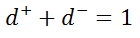 d⁺ + d⁻ = 1